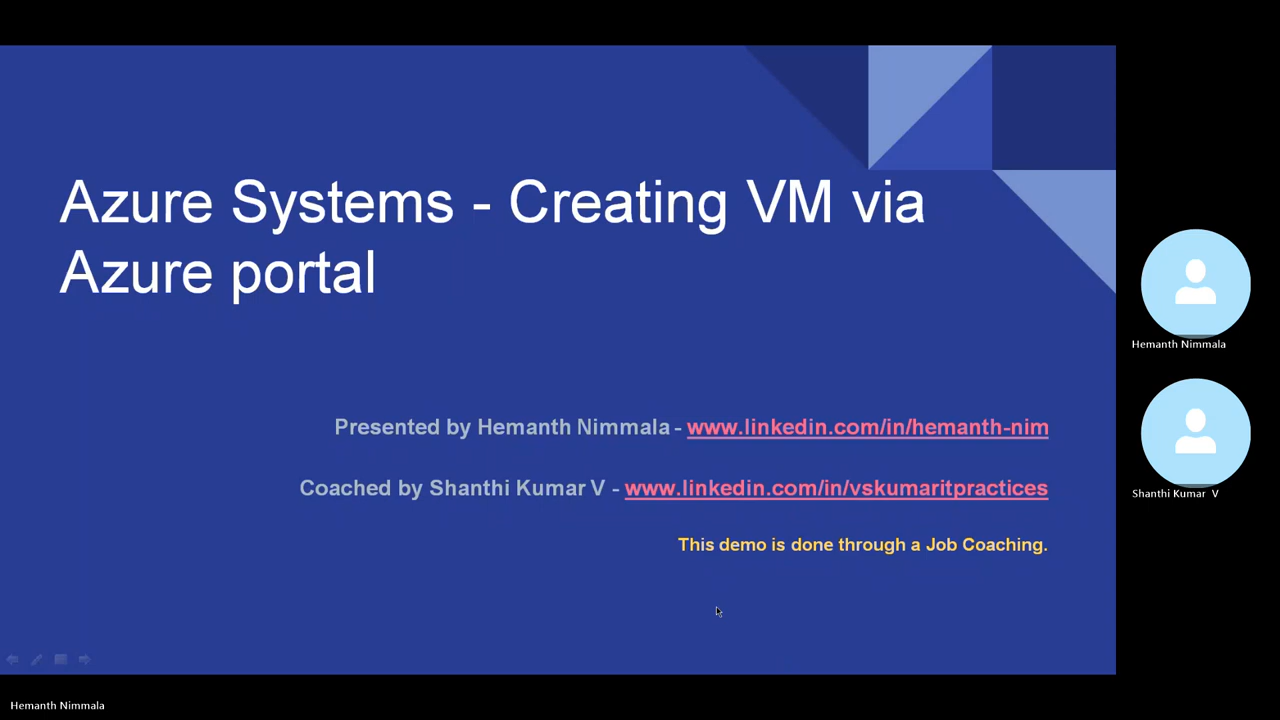 Azure Systems - Creating VM via
Azure portal
Presented by Hemanth Nimmala - www.linkedin.com/in/hemanth-nim
Coached by Shanthi Kumar V - www.linkedin.com/in/vskumaritpractices
This demo is done through a Job Coaching.
Hemanth Nimmala
Shanthi Kumar V
Hemanth Nimmala